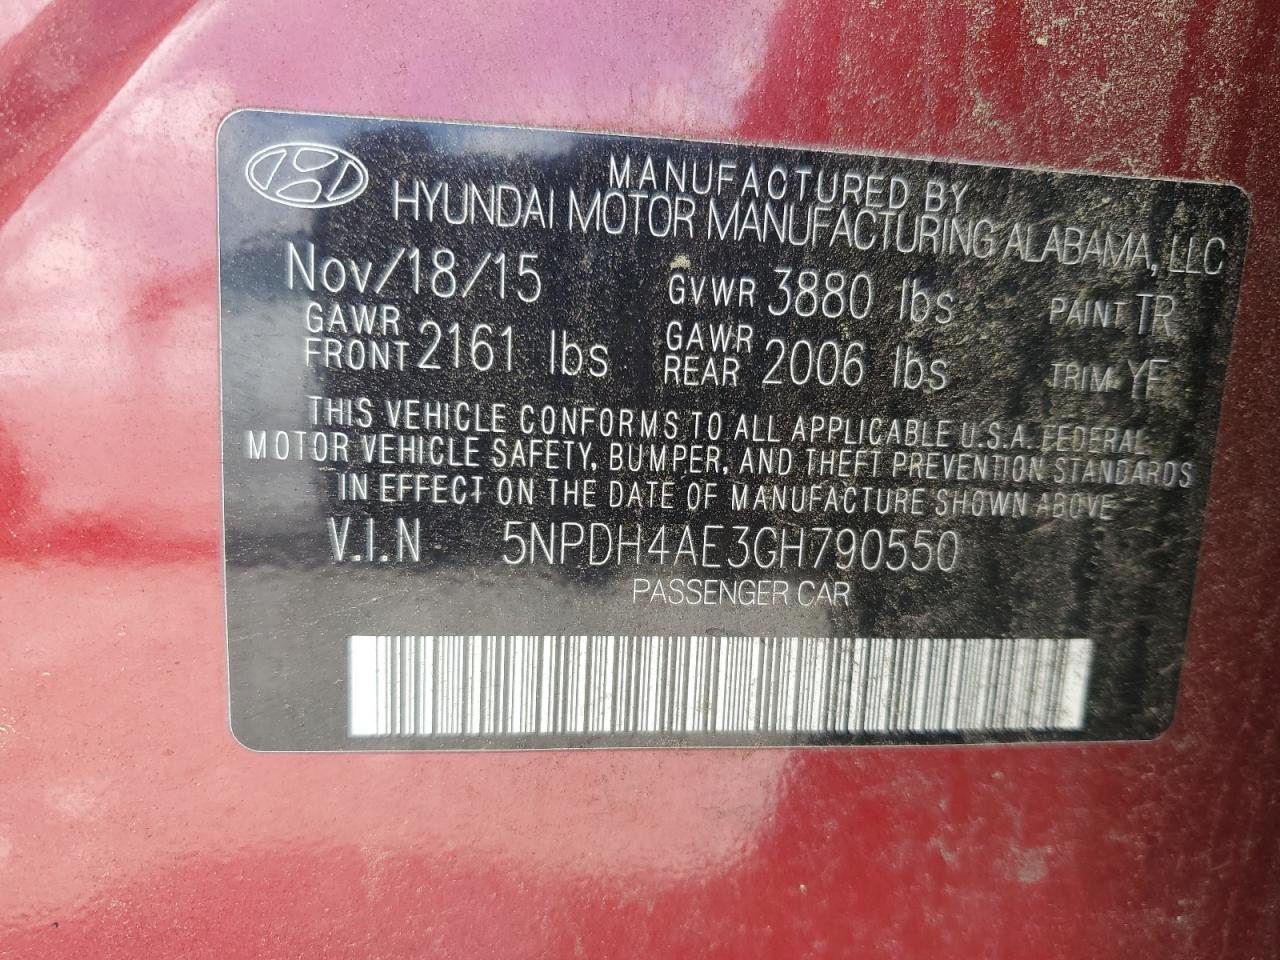 MANUFACTURED BY
HYUNDAI MOTOR MANUFACTURING ALABAMA, LLC
Nov/18/15 GVWR 3880 lbs PAINT TR
GAWR FRONT 2161 lbs GAWR REAR 2006 lbs TRIM YF
THIS VEHICLE CONFORMS TO ALL APPLICABLE U.S.A. FEDERAL
MOTOR VEHICLE SAFETY, BUMPER, AND THEFT PREVENTION STANDARDS
IN EFFECT ON THE DATE OF MANUFACTURE SHOWN ABOVE
V.I.N 5NPDH4AE3GH790550
PASSENGER CAR